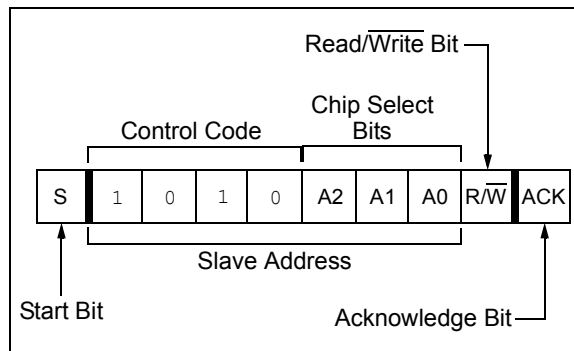 Read/Write Bit
Chip Select
Bits
Control Code
S 1 0 1 0 A2 A1 A0 R/W ACK
Slave Address
Start Bit
Acknowledge Bit